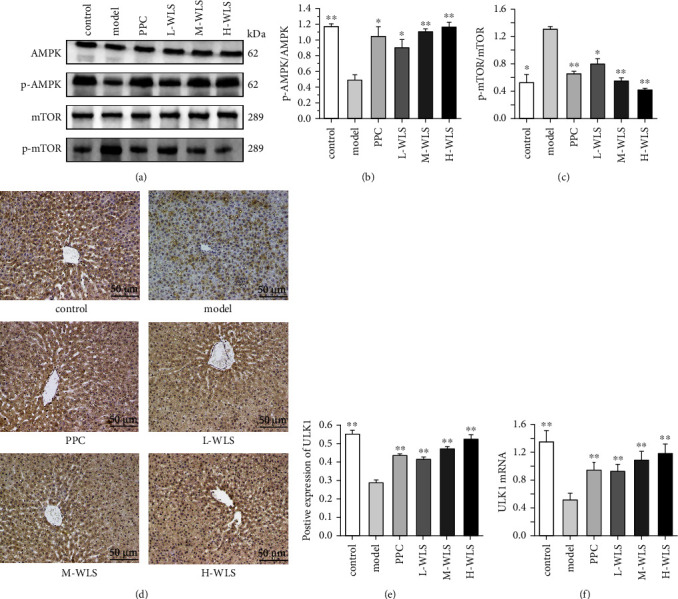 control model PPC L-WLS M-WLS H-WLS
kDa
AMPK 62
p-AMPK 62
mTOR 289
p-mTOR 289
(a)
p-AMPK/AMPK
1.4
1.2
1.0
0.8
0.6
0.4
0.2
0.0
** * * ** **
control model PPC L-WLS M-WLS H-WLS
(b)
p-mTOR/mTOR
1.5
1.2
0.9
0.6
0.3
0.0
* ** * ** **
control model PPC L-WLS M-WLS H-WLS
(c)
50 μm 50 μm
control model
50 μm 50 μm
PPC L-WLS
50 μm 50 μm
M-WLS H-WLS
(d)
Postive expression of ULK1
0.6
0.5
0.4
0.3
0.2
0.1
0.0
** ** ** ** **
control model PPC L-WLS M-WLS H-WLS
(e)
ULK1 mRNA
1.6
1.2
0.8
0.4
0.0
** ** ** ** **
control model PPC L-WLS M-WLS H-WLS
(f)